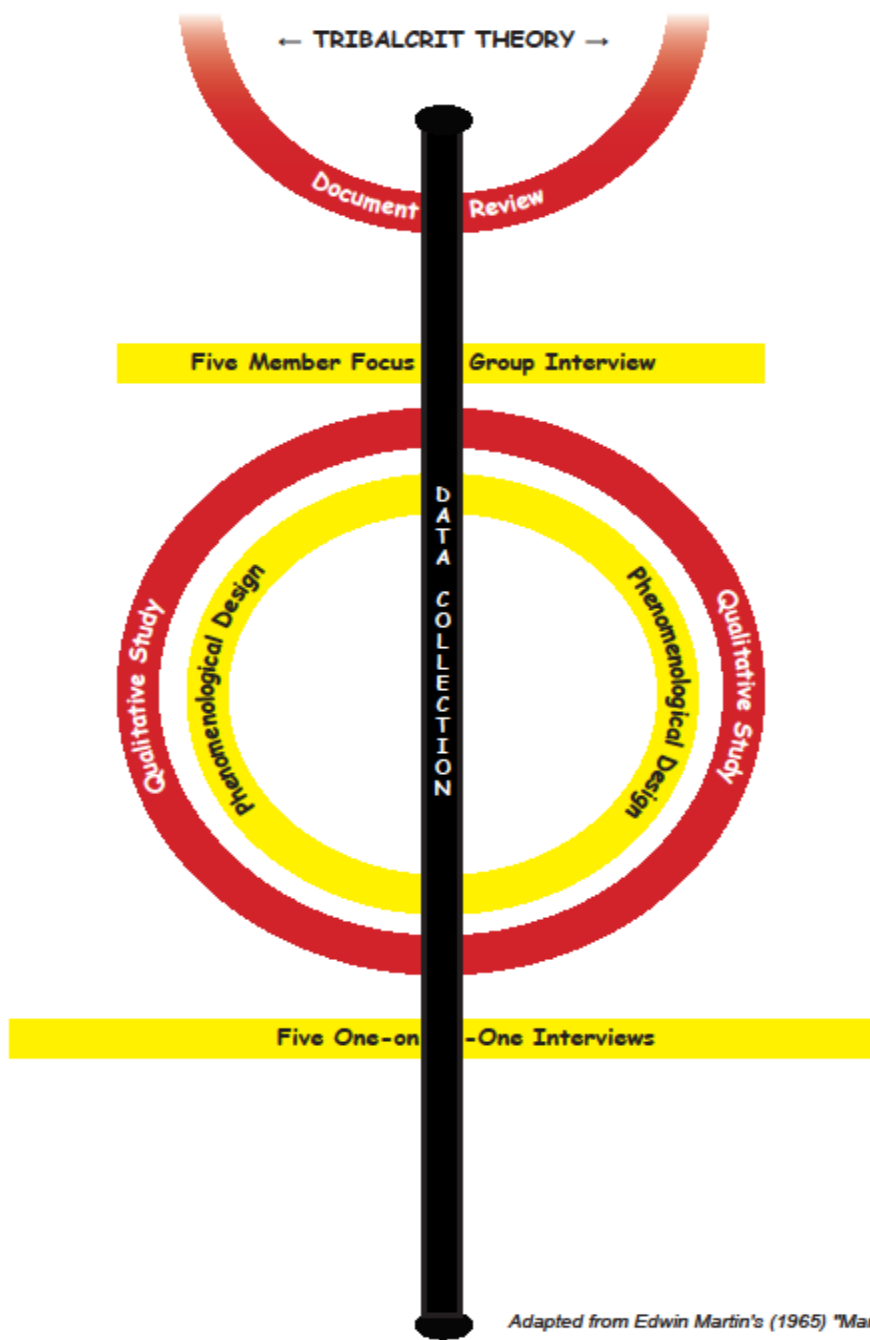 ← TRIBALCRIT THEORY →
Document Review
Five Member Focus Group Interview
DATA COLLECTION
Phenomenological Design
Phenomenological Design
Qualitative Study
Qualitative Study
Five One-on-One Interviews
Adapted from Edwin Martin's (1965) "Mar